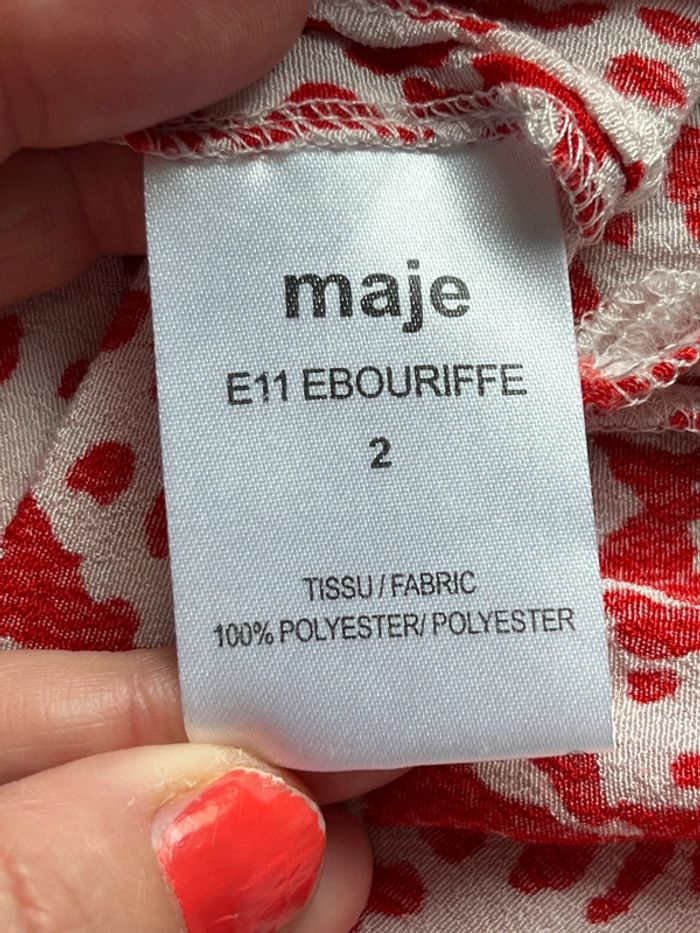 maje
E11 EBOURIFFE
2
TISSU / FABRIC
100% POLYESTER/ POLYESTER